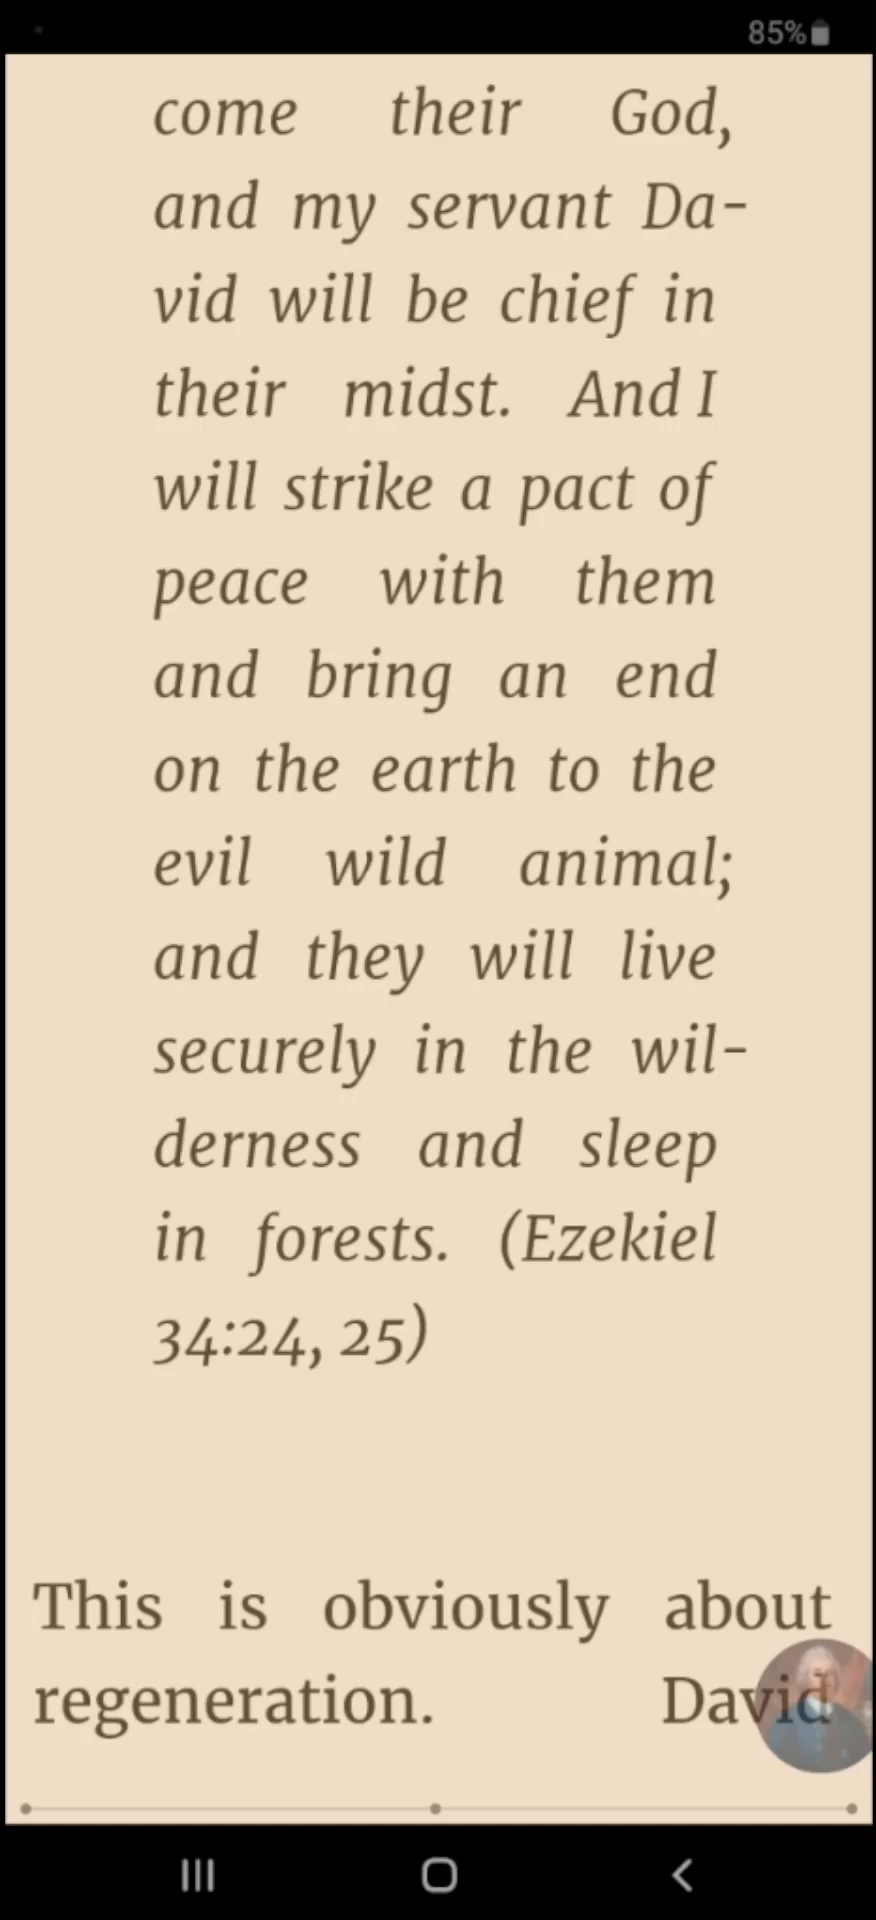 85%
come their God,
and my servant Da-
vid will be chief in
their midst. And I
will strike a pact of
peace with them
and bring an end
on the earth to the
evil wild animal;
and they will live
securely in the wil-
derness and sleep
in forests. (Ezekiel
34:24, 25)
This is obviously about
regeneration. David